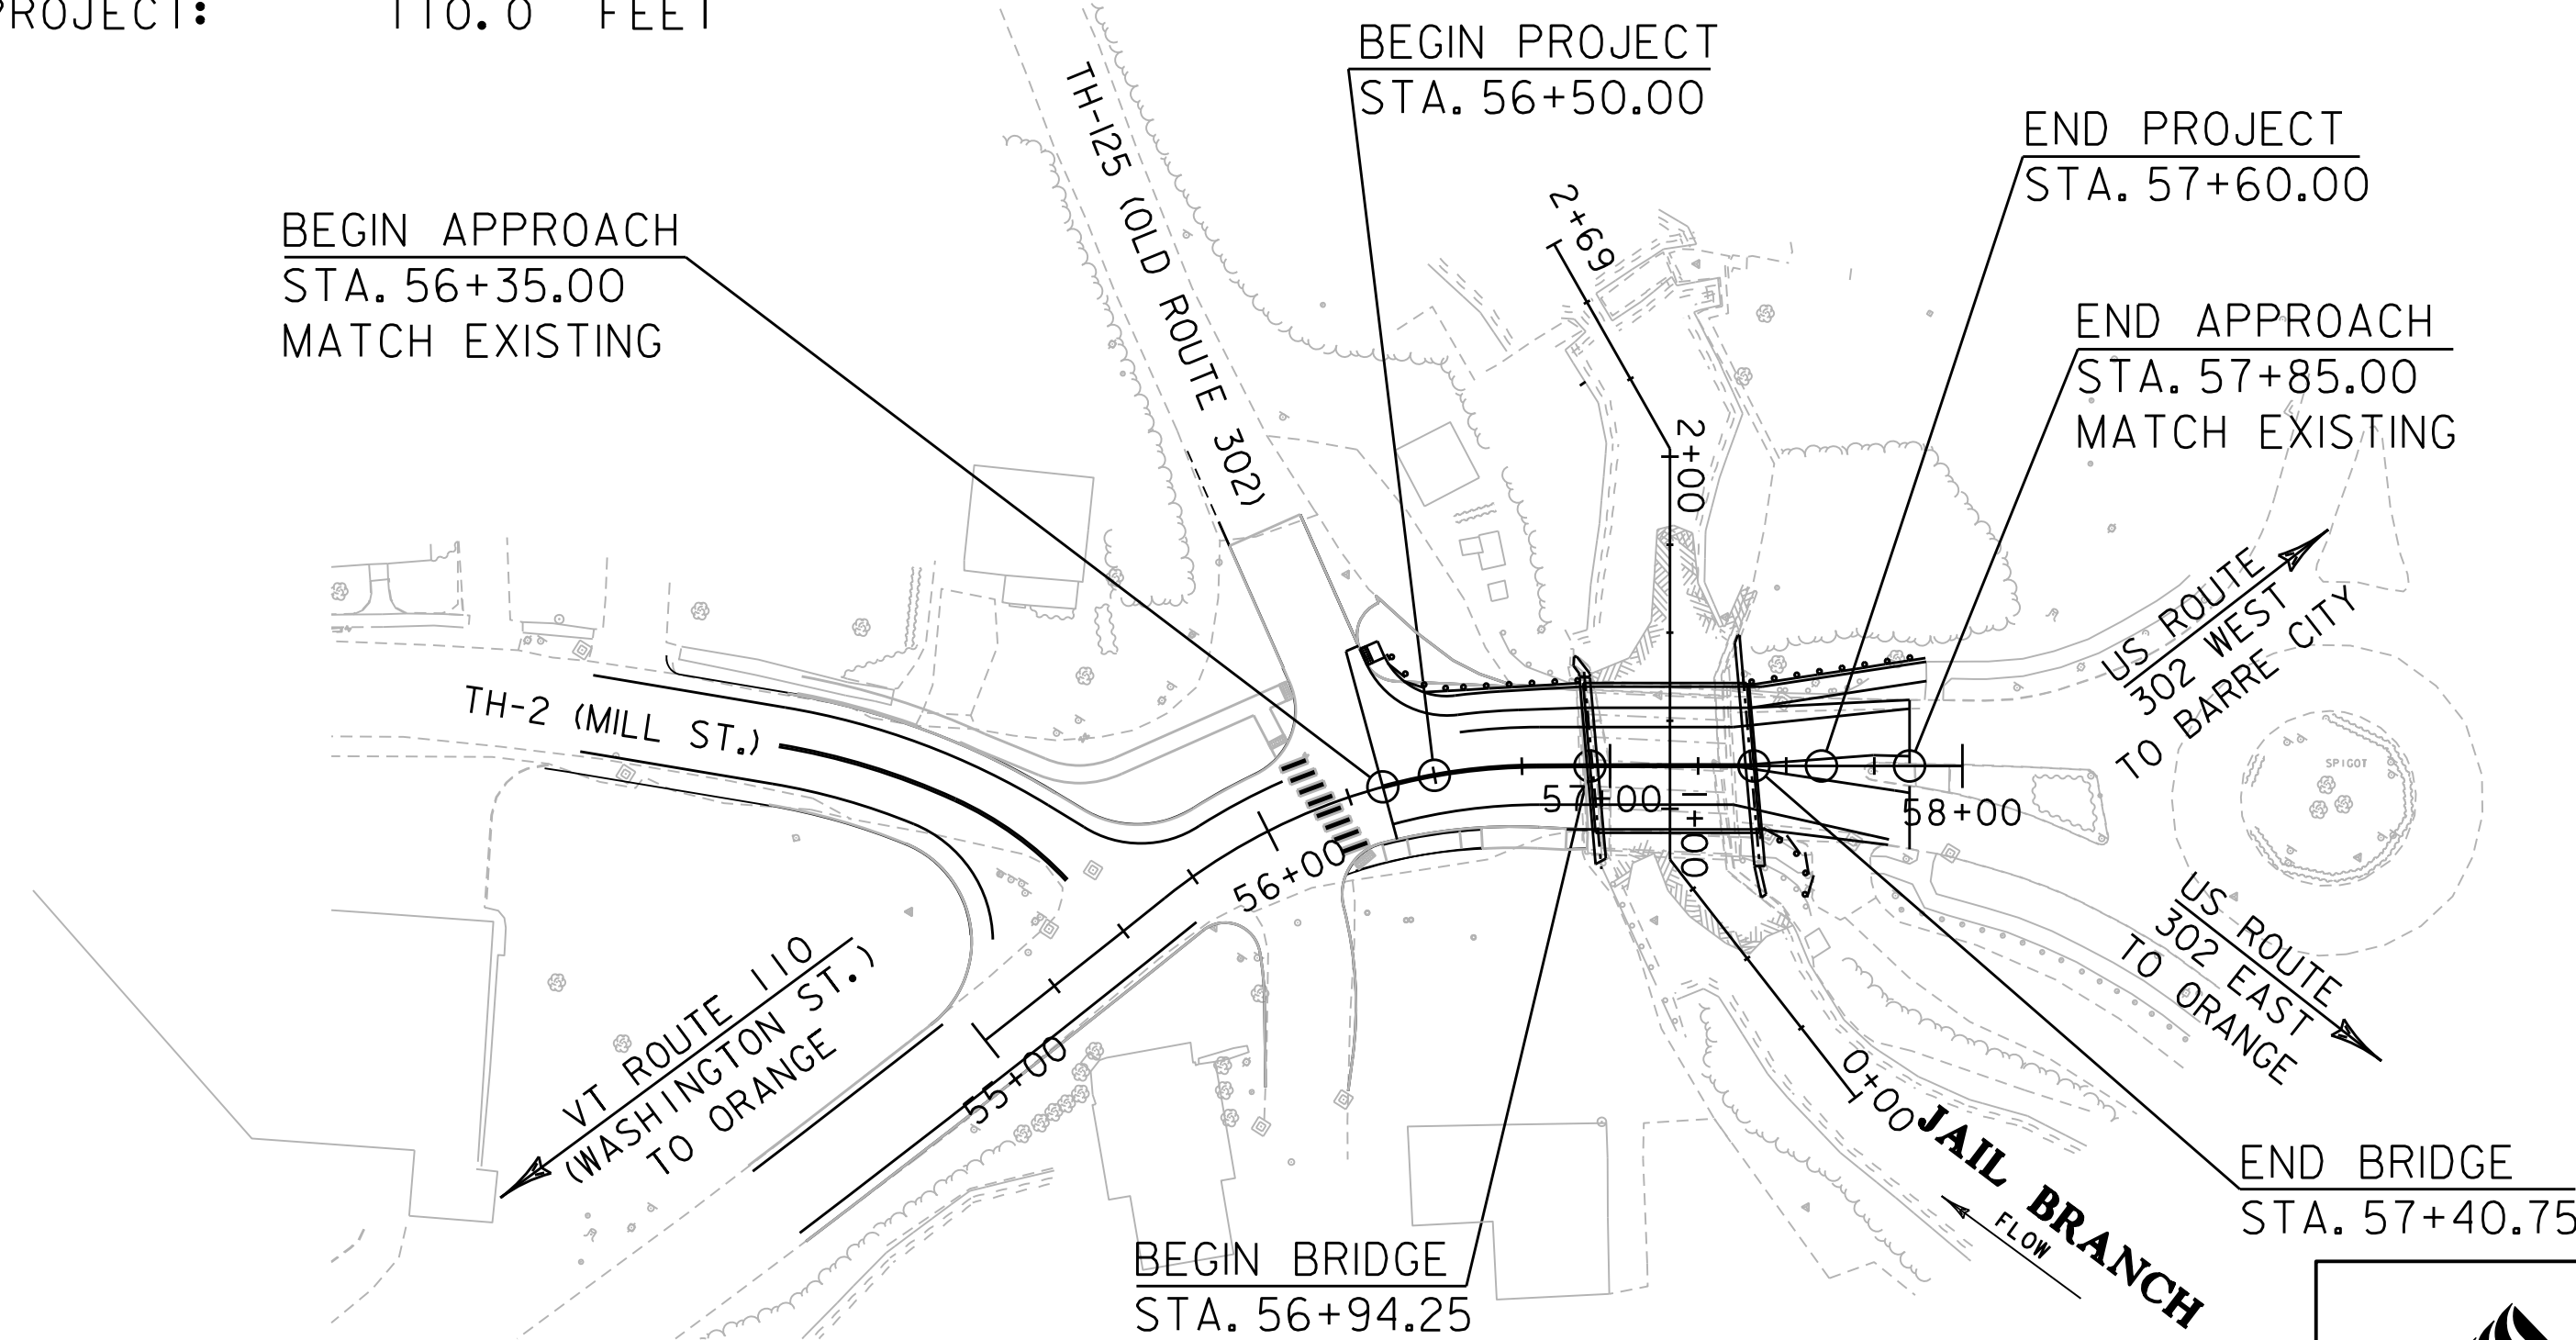 PROJECT: 110.0 FEET
BEGIN PROJECT
STA. 56+50.00
END PROJECT
STA. 57+60.00
BEGIN APPROACH
STA. 56+35.00
MATCH EXISTING
TH-125 (OLD ROUTE 302)
2+69
END APPROACH
STA. 57+85.00
MATCH EXISTING
2+00
US ROUTE
302 WEST
TO BARRE CITY
TH-2 (MILL ST.)
SPIGOT
57+00
1+00
58+00
56+00
US ROUTE
302 EAST
TO ORANGE
VT ROUTE 110
(WASHINGTON ST.)
TO ORANGE
55+00
0+00
JAIL BRANCH
FLOW
END BRIDGE
STA. 57+40.75
BEGIN BRIDGE
STA. 56+94.25